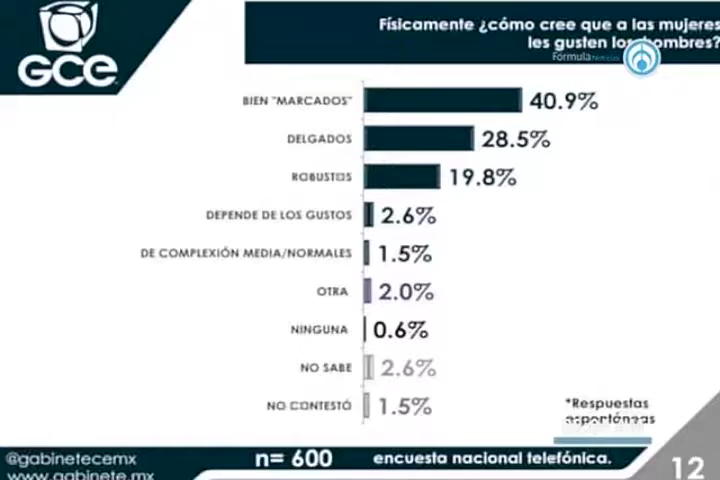 GCE
Físicamente ¿cómo cree que a las mujeres
les gusten los hombres?
Fórmula Noticias
BIEN "MARCADOS" 40.9%
DELGADOS 28.5%
ROBUSTOS 19.8%
DEPENDE DE LOS GUSTOS 2.6%
DE COMPLEXIÓN MEDIA/NORMALES 1.5%
OTRA 2.0%
NINGUNA 0.6%
NO SABE 2.6%
NO CONTESTÓ 1.5%
*Respuestas
espontáneas
@gabinetecemx
www.gabinete.mx
n= 600 encuesta nacional telefónica.
12